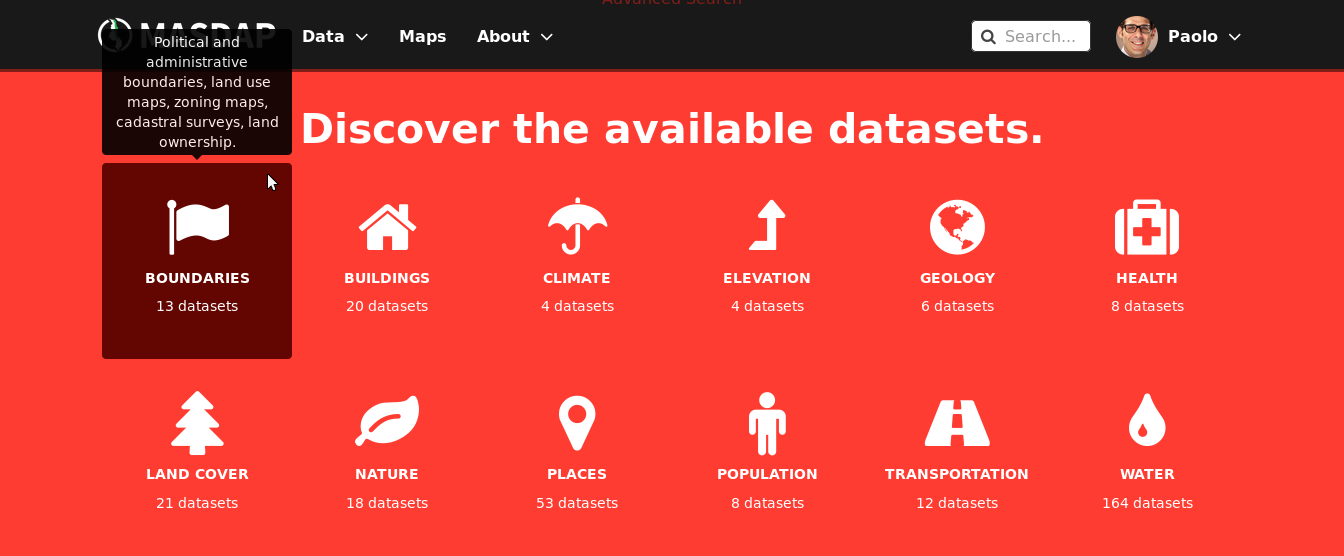 Advanced Search
MASDAP
Data
Maps
About
Search...
Paolo
Political and
administrative
boundaries, land use
maps, zoning maps,
cadastral surveys, land
ownership.
Discover the available datasets.
BOUNDARIES
13 datasets
BUILDINGS
20 datasets
CLIMATE
4 datasets
ELEVATION
4 datasets
GEOLOGY
6 datasets
HEALTH
8 datasets
LAND COVER
21 datasets
NATURE
18 datasets
PLACES
53 datasets
POPULATION
8 datasets
TRANSPORTATION
12 datasets
WATER
164 datasets